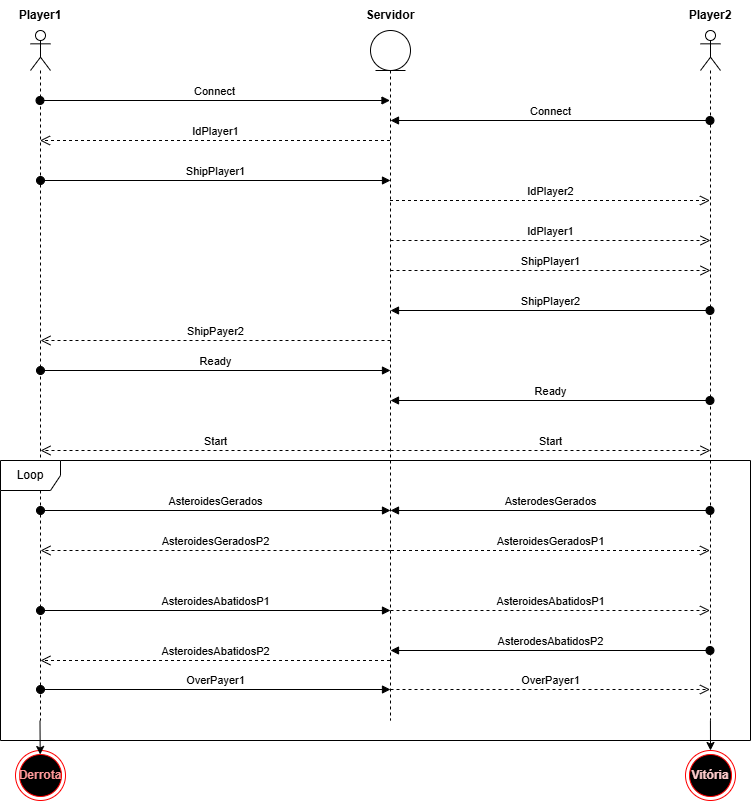 Player1
Servidor
Player2
Connect
Connect
IdPlayer1
ShipPlayer1
IdPlayer2
IdPlayer1
ShipPlayer1
ShipPlayer2
ShipPayer2
Ready
Ready
Start
Start
Loop
AsteroidesGerados
AsterodesGerados
AsteroidesGeradosP2
AsteroidesGeradosP1
AsteroidesAbatidosP1
AsteroidesAbatidosP1
AsterodesAbatidosP2
AsteroidesAbatidosP2
OverPayer1
OverPlayer1
Derrota
Vitória